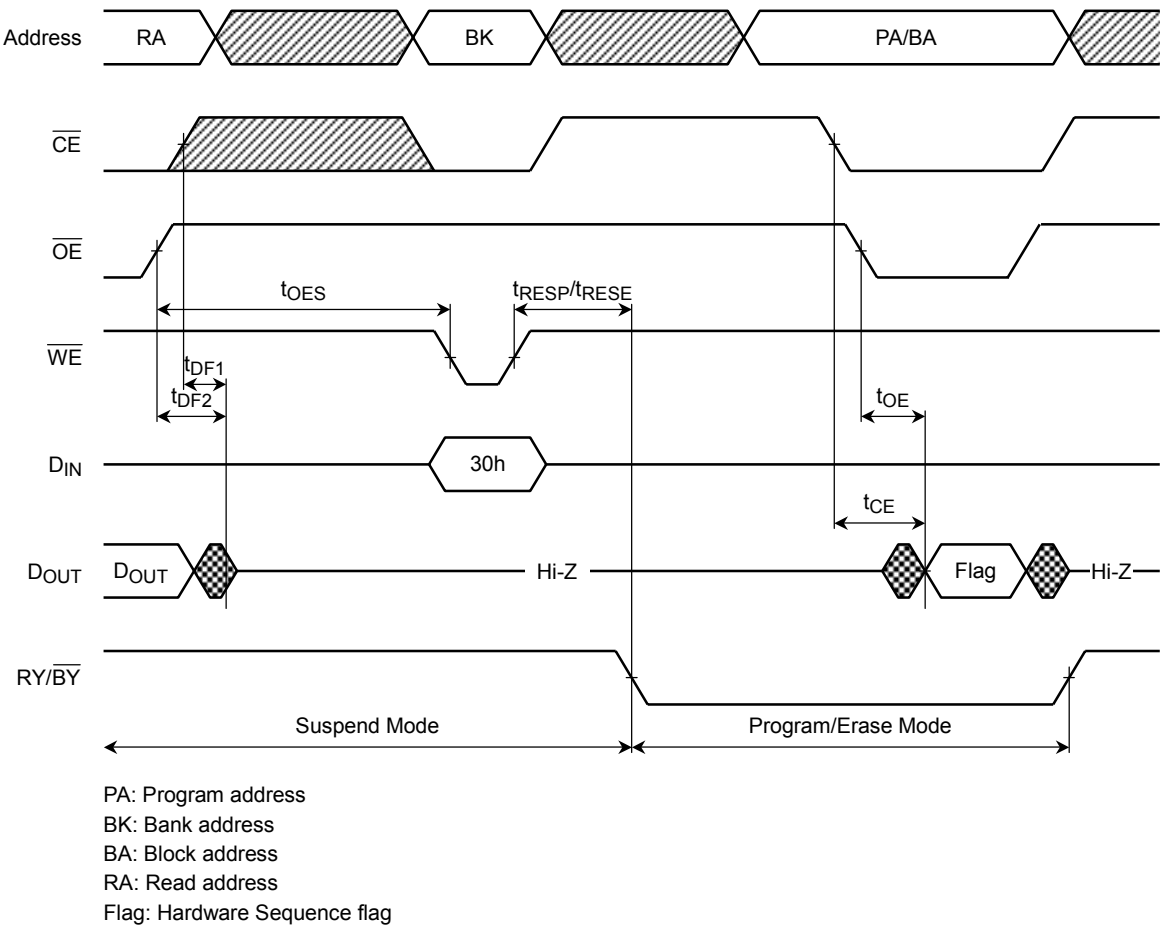 Address RA BK PA/BA
CE
OE
tOES tRESP/tRESE
WE
tDF1
tDF2 tOE
DIN 30h
tCE
DOUT DOUT Hi-Z Flag Hi-Z
RY/BY
Suspend Mode Program/Erase Mode
PA: Program address
BK: Bank address
BA: Block address
RA: Read address
Flag: Hardware Sequence flag